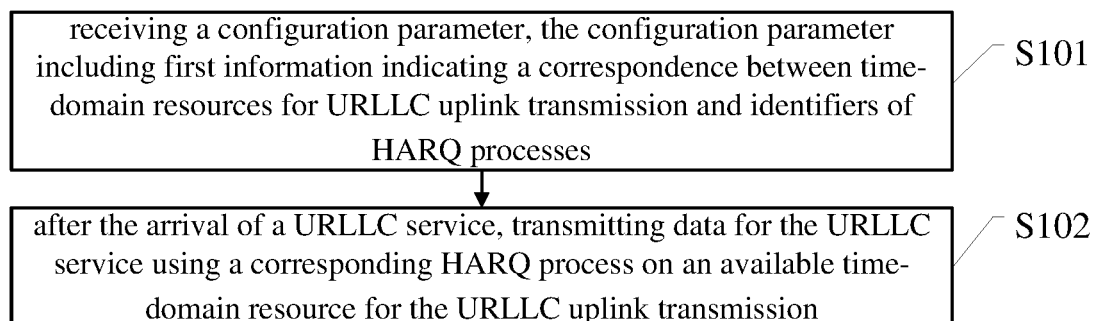 receiving a configuration parameter, the configuration parameter
including first information indicating a correspondence between time-
domain resources for URLLC uplink transmission and identifiers of
HARQ processes
S101
after the arrival of a URLLC service, transmitting data for the URLLC
service using a corresponding HARQ process on an available time-
domain resource for the URLLC uplink transmission
S102